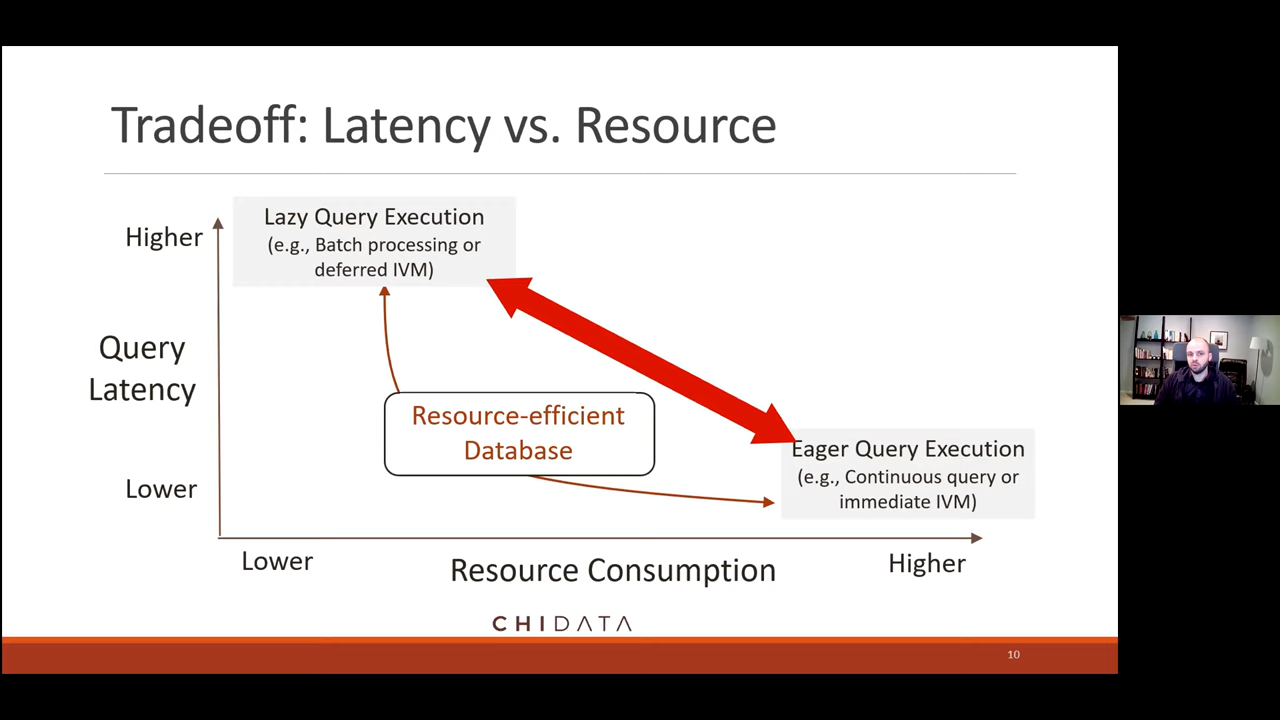 Tradeoff: Latency vs. Resource
Higher
Lazy Query Execution
(e.g., Batch processing or
deferred IVM)
Query
Latency
Resource-efficient
Database
Eager Query Execution
(e.g., Continuous query or
immediate IVM)
Lower
Lower
Resource Consumption
Higher
CHIDATA
10